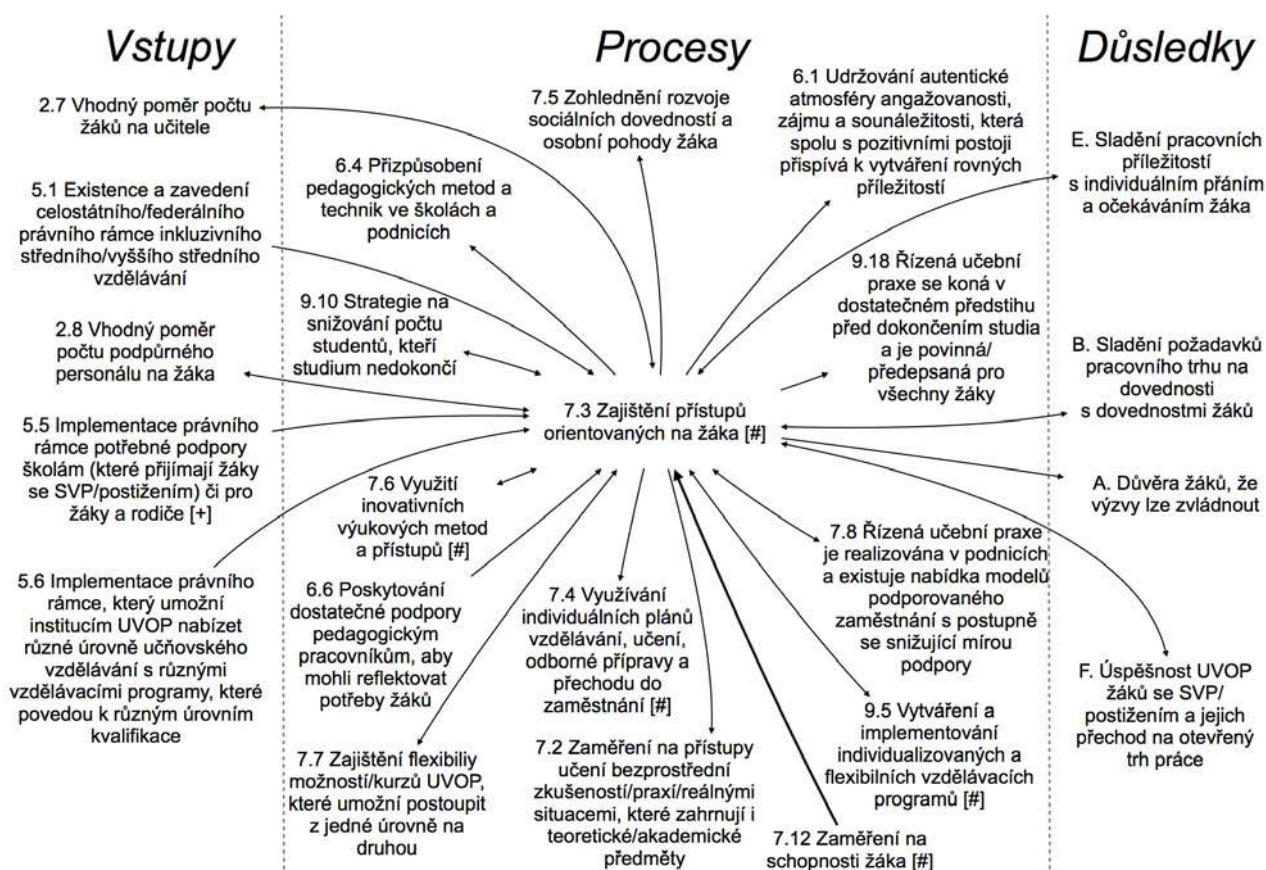 Vstupy
Procesy
Důsledky
2.7 Vhodný poměr počtu
žáků na učitele
5.1 Existence a zavedení
celostátního/federálního
právního rámce inkluzivního
středního/vyššího středního
vzdělávání
2.8 Vhodný poměr
počtu podpůrného
personálu na žáka
5.5 Implementace právního
rámce potřebné podpory
školám (které přijímají žáky
se SVP/postižením) či pro
žáky a rodiče [+]
5.6 Implementace právního
rámce, který umožní
institucím UVOP nabízet
různé úrovně učňovského
vzdělávání s různými
vzdělávacími programy, které
povedou k různým úrovním
kvalifikace
7.5 Zohlednění rozvoje
sociálních dovedností a
osobní pohody žáka
6.1 Udržování autentické
atmosféry angažovanosti,
zájmu a sounáležitosti, která
spolu s pozitivními postoji
přispívá k vytváření rovných
příležitostí
6.4 Přizpůsobení
pedagogických metod a
technik ve školách a
podnicích
9.10 Strategie na
snižování počtu
studentů, kteří
studium nedokončí
9.18 Řízená učební
praxe se koná v
dostatečném předstihu
před dokončením studia
a je povinná/
předepsaná pro
všechny žáky
7.3 Zajištění přístupů
orientovaných na žáka [#]
7.6 Využití
inovativních
výukových metod
a přístupů [#]
6.6 Poskytování
dostatečné podpory
pedagogickým
pracovníkům, aby
mohli reflektovat
potřeby žáků
7.7 Zajištění flexibiliy
možností/kurzů UVOP,
které umožní postoupit
z jedné úrovně na
druhou
7.4 Využívání
individuálních plánů
vzdělávání, učení,
odborné přípravy a
přechodu do
zaměstnání [#]
7.2 Zaměření na přístupy
učení bezprostřední
zkušeností/praxí/reálnými
situacemi, které zahrnují i
teoretické/akademické
předměty
7.8 Řízená učební praxe
je realizována v podnicích
a existuje nabídka modelů
podporovaného
zaměstnání s postupně
se snižující mírou
podpory
9.5 Vytváření a
implementování
individualizovaných a
flexibilních vzdělávacích
programů [#]
7.12 Zaměření na
schopnosti žáka [#]
E. Sladění pracovních
příležitostí
s individuálním přáním
a očekáváním žáka
B. Sladění požadavků
pracovního trhu na
dovednosti
s dovednostmi žáků
A. Důvěra žáků, že
výzvy lze zvládnout
F. Úspěšnost UVOP
žáků se SVP/
postižením a jejich
přechod na otevřený
trh práce